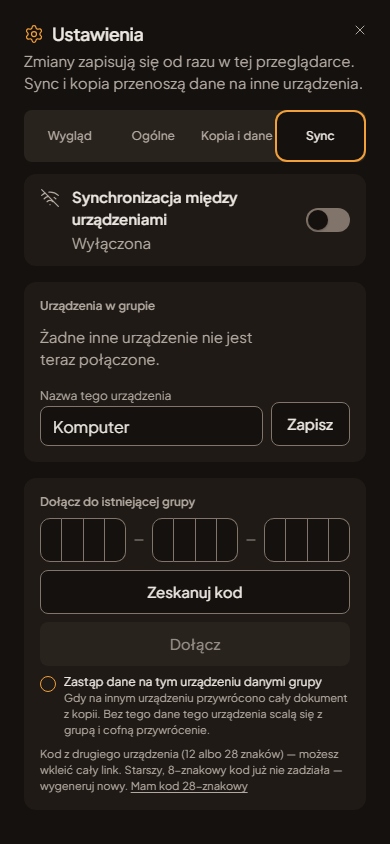 Ustawienia
Zmiany zapisują się od razu w tej przeglądarce.
Sync i kopia przenoszą dane na inne urządzenia.
Wygląd Ogólne Kopia i dane Sync
Synchronizacja między
urządzeniami
Wyłączona
Urządzenia w grupie
Żadne inne urządzenie nie jest
teraz połączone.
Nazwa tego urządzenia
Komputer Zapisz
Dołącz do istniejącej grupy
– –
Zeskanuj kod
Dołącz
Zastąp dane na tym urządzeniu danymi grupy
Gdy na innym urządzeniu przywrócono cały dokument
z kopii. Bez tego dane tego urządzenia scalą się z
grupą i cofną przywrócenie.
Kod z drugiego urządzenia (12 albo 28 znaków) — możesz
wkleić cały link. Starszy, 8-znakowy kod już nie zadziała —
wygeneruj nowy. Mam kod 28-znakowy